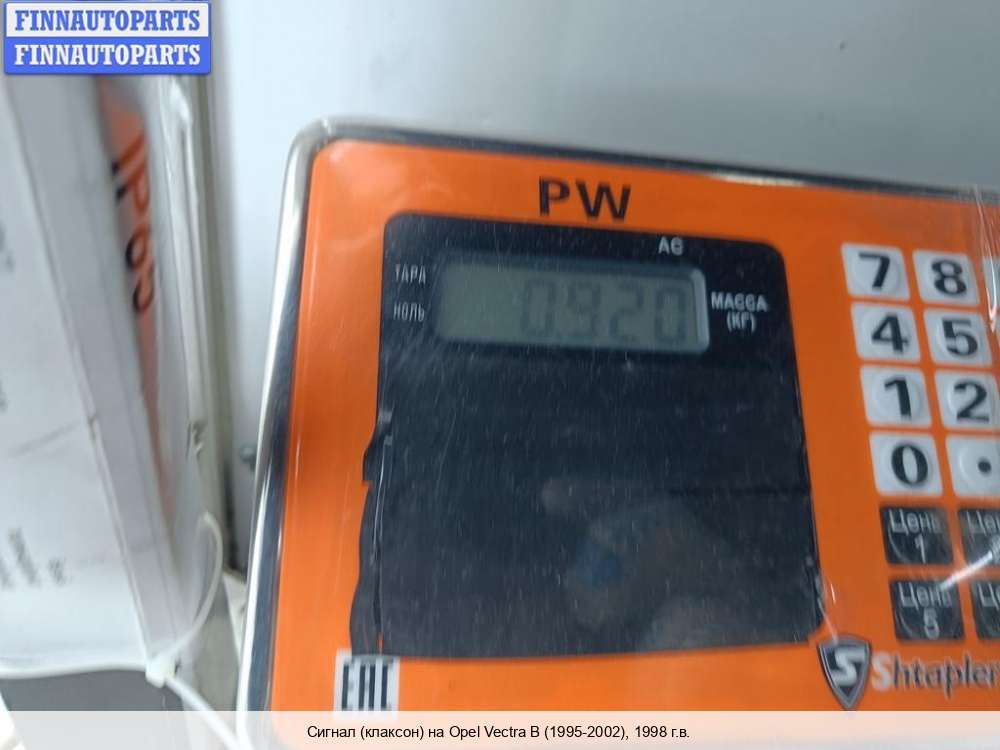 FINNAUTOPARTS
FINNAUTOPARTS
PW
AC
ТАРА
НОЛЬ
0.920
МАССА
(КГ)
7 8
4 5
1 2
0 .
Цена
1
Цена
5
Shtapler
EAC
Сигнал (клаксон) на Opel Vectra B (1995-2002), 1998 г.в.